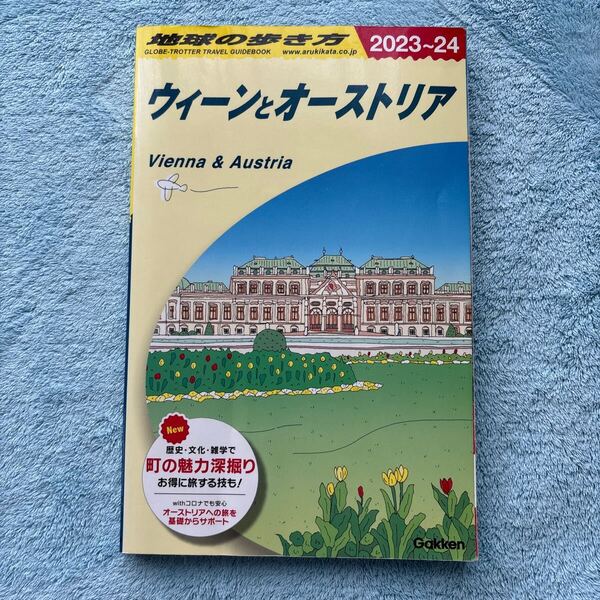 地球の歩き方
GLOBE-TROTTER TRAVEL GUIDEBOOK www.arukikata.co.jp
2023~24
ウィーンとオーストリア
Vienna & Austria
New
歴史・文化・雑学で
町の魅力深掘り
お得に旅する技も!
withコロナでも安心
オーストリアへの旅を
基礎からサポート
Gakken